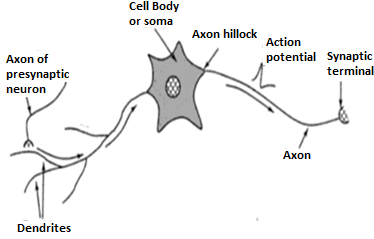 Cell Body
or soma
Axon hillock
Action
potential
Synaptic
terminal
Axon of
presynaptic
neuron
Axon
Dendrites